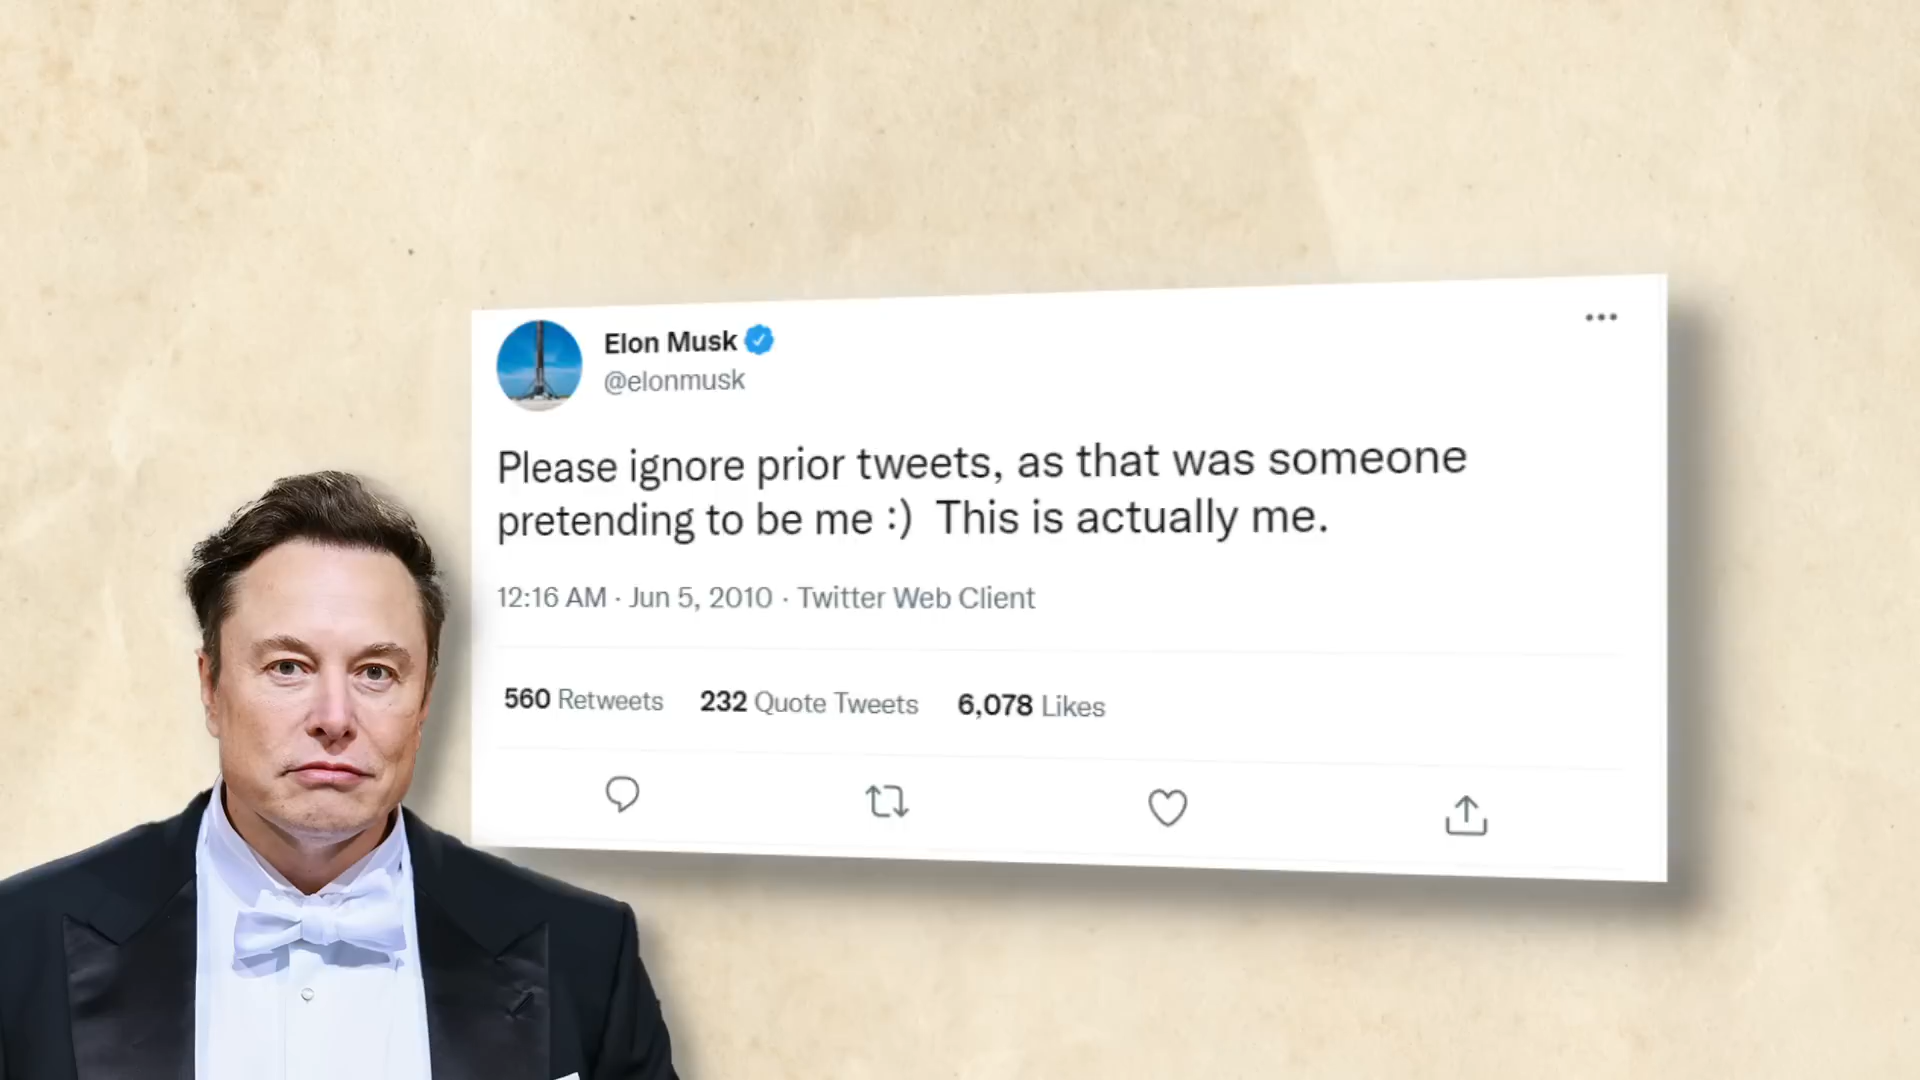 Elon Musk
@elonmusk
Please ignore prior tweets, as that was someone
pretending to be me :)  This is actually me.
12:16 AM · Jun 5, 2010 · Twitter Web Client
560 Retweets 232 Quote Tweets 6,078 Likes